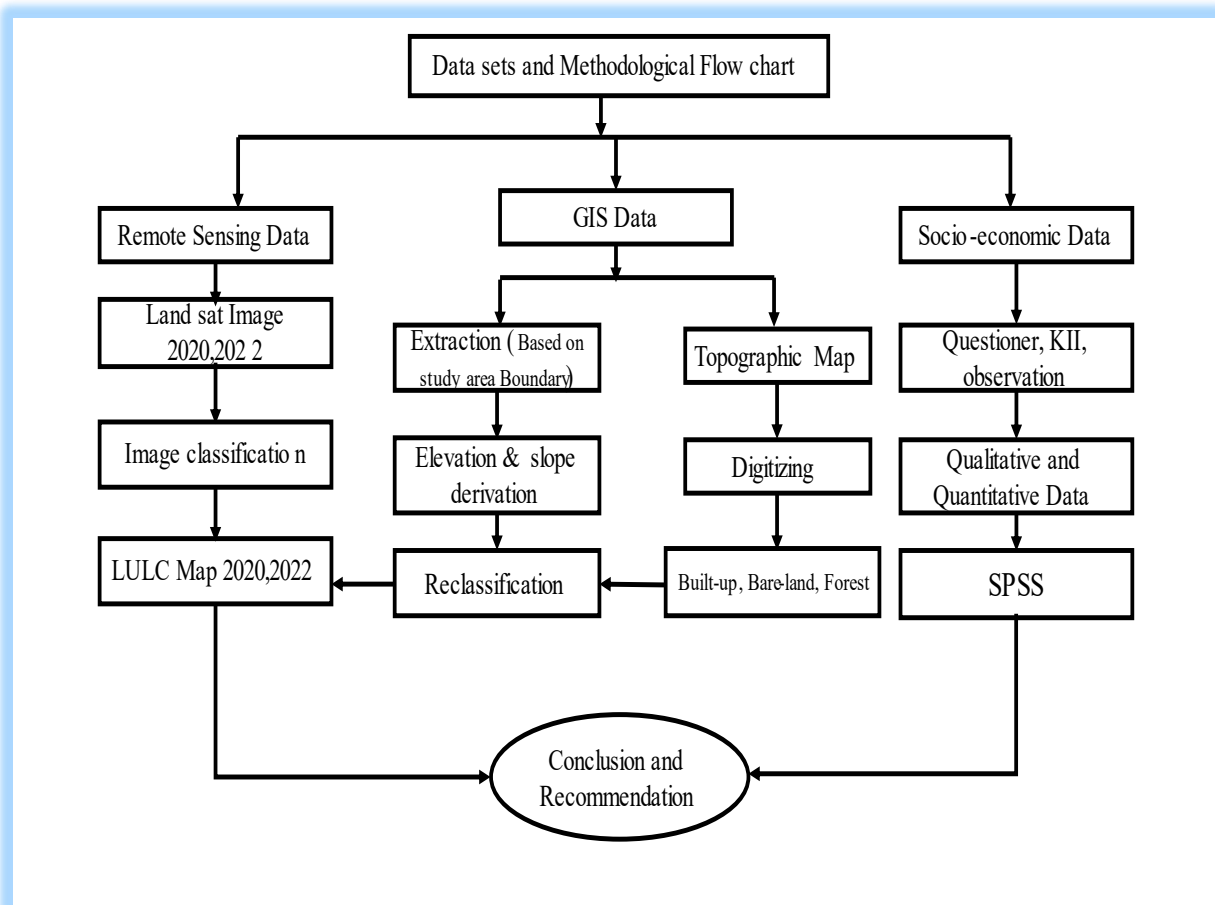 Data sets and Methodological Flow chart
Remote Sensing Data
GIS Data
Socio-economic Data
Land sat Image
2020,202 2
Extraction ( Based on
study area Boundary)
Topographic Map
Questioner, KII,
observation
Image classificatio n
Elevation & slope
derivation
Digitizing
Qualitative and
Quantitative Data
LULC Map 2020,2022
Reclassification
Built-up, Bare-land, Forest
SPSS
Conclusion and
Recommendation